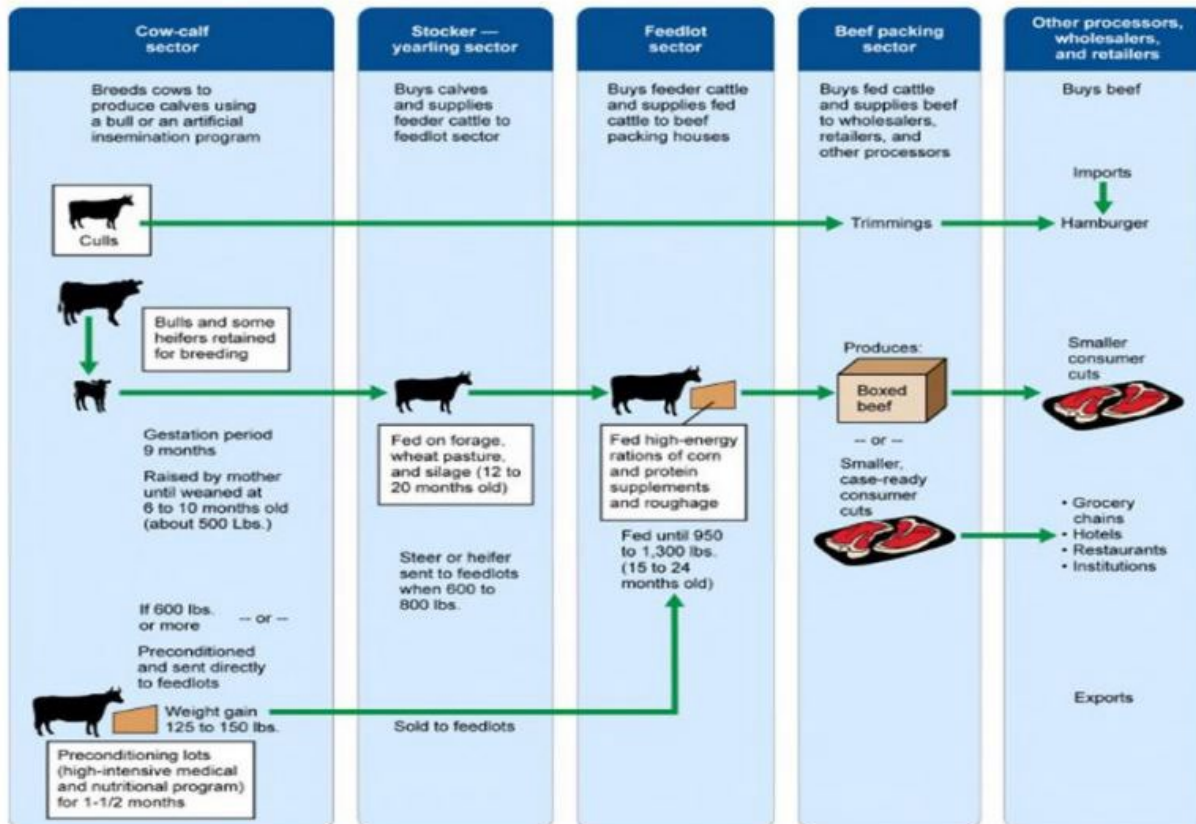 Cow-calf
sector
Breeds cows to
produce calves using
a bull or an artificial
insemination program
Culls
Bulls and some
heifers retained
for breeding
Gestation period
9 months
Raised by mother
until weaned at
6 to 10 months old
(about 500 Lbs.)
If 600 lbs.
or more
-- or --
Preconditioned
and sent directly
to feedlots
Weight gain
125 to 150 lbs.
Preconditioning lots
(high-intensive medical
and nutritional program)
for 1-1/2 months
Stocker —
yearling sector
Buys calves
and supplies
feeder cattle to
feedlot sector
Fed on forage,
wheat pasture,
and silage (12 to
20 months old)
Steer or heifer
sent to feedlots
when 600 to
800 lbs.
Sold to feedlots
Feedlot
sector
Buys feeder cattle
and supplies fed
cattle to beef
packing houses
Fed high-energy
rations of corn
and protein
supplements
and roughage
Fed until 950
to 1,300 lbs.
(15 to 24
months old)
Beef packing
sector
Buys fed cattle
and supplies beef
to wholesalers,
retailers, and
other processors
Trimmings
Produces:
Boxed
beef
-- or --
Smaller,
case-ready
consumer
cuts
Other processors,
wholesalers,
and retailers
Buys beef
Imports
Hamburger
Smaller
consumer
cuts
• Grocery
chains
• Hotels
• Restaurants
• Institutions
Exports